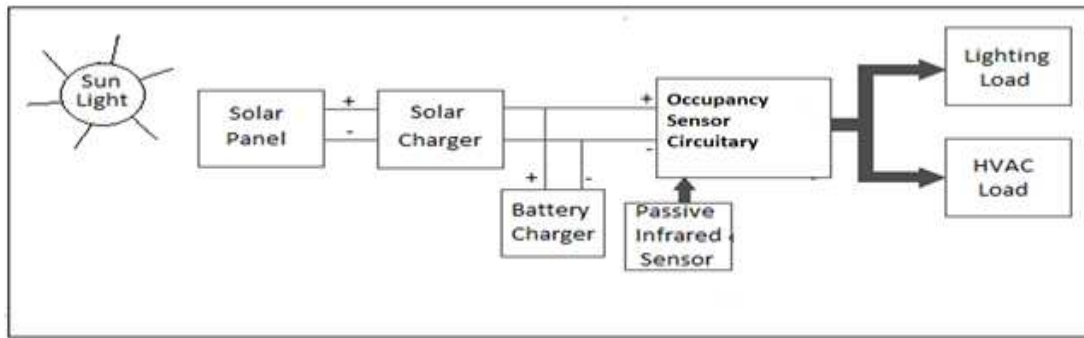 Sun
Light
Solar
Panel
+
-
Solar
Charger
+
-
Battery
Charger
+
-
Occupancy
Sensor
Circuitary
Passive
Infrared
Sensor
Lighting
Load
HVAC
Load